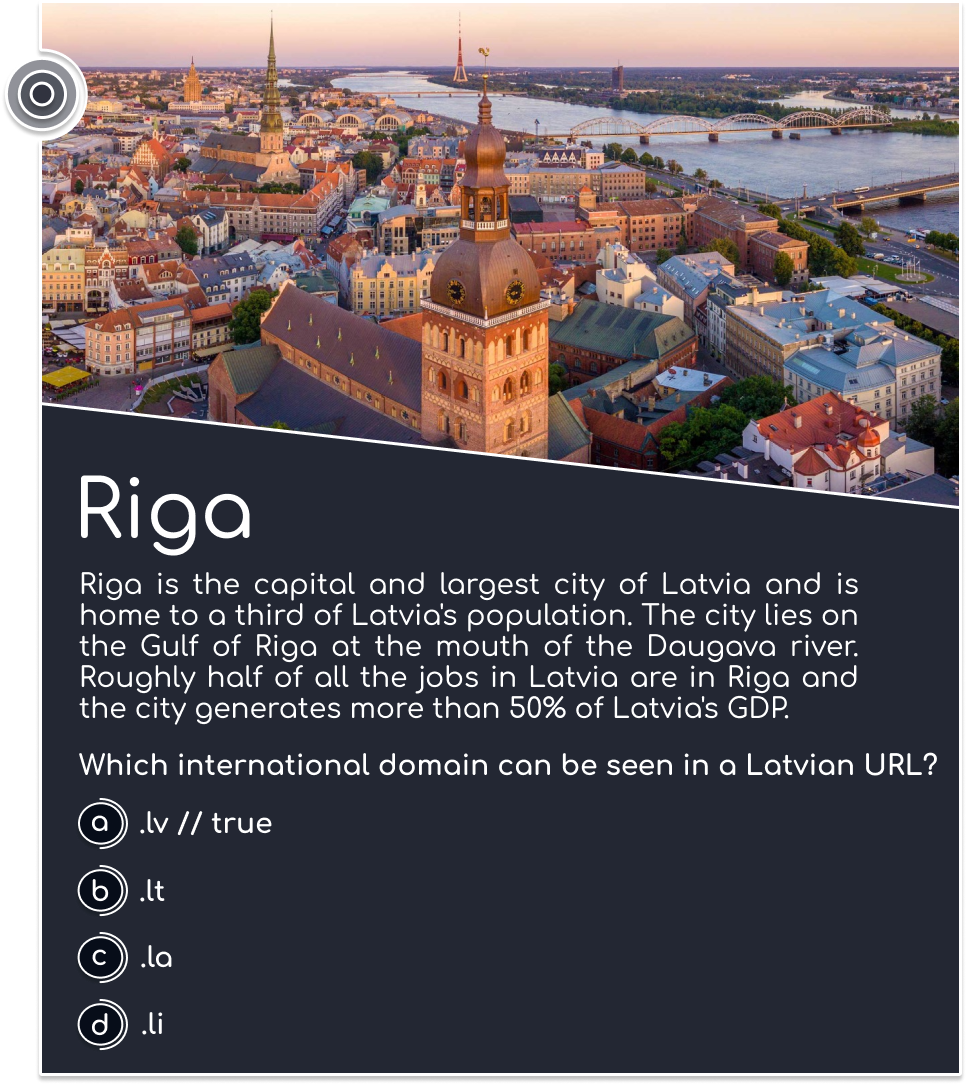 Riga
Riga is the capital and largest city of Latvia and is
home to a third of Latvia's population. The city lies on
the Gulf of Riga at the mouth of the Daugava river.
Roughly half of all the jobs in Latvia are in Riga and
the city generates more than 50% of Latvia's GDP.
Which international domain can be seen in a Latvian URL?
a .lv // true
b .lt
c .la
d .li